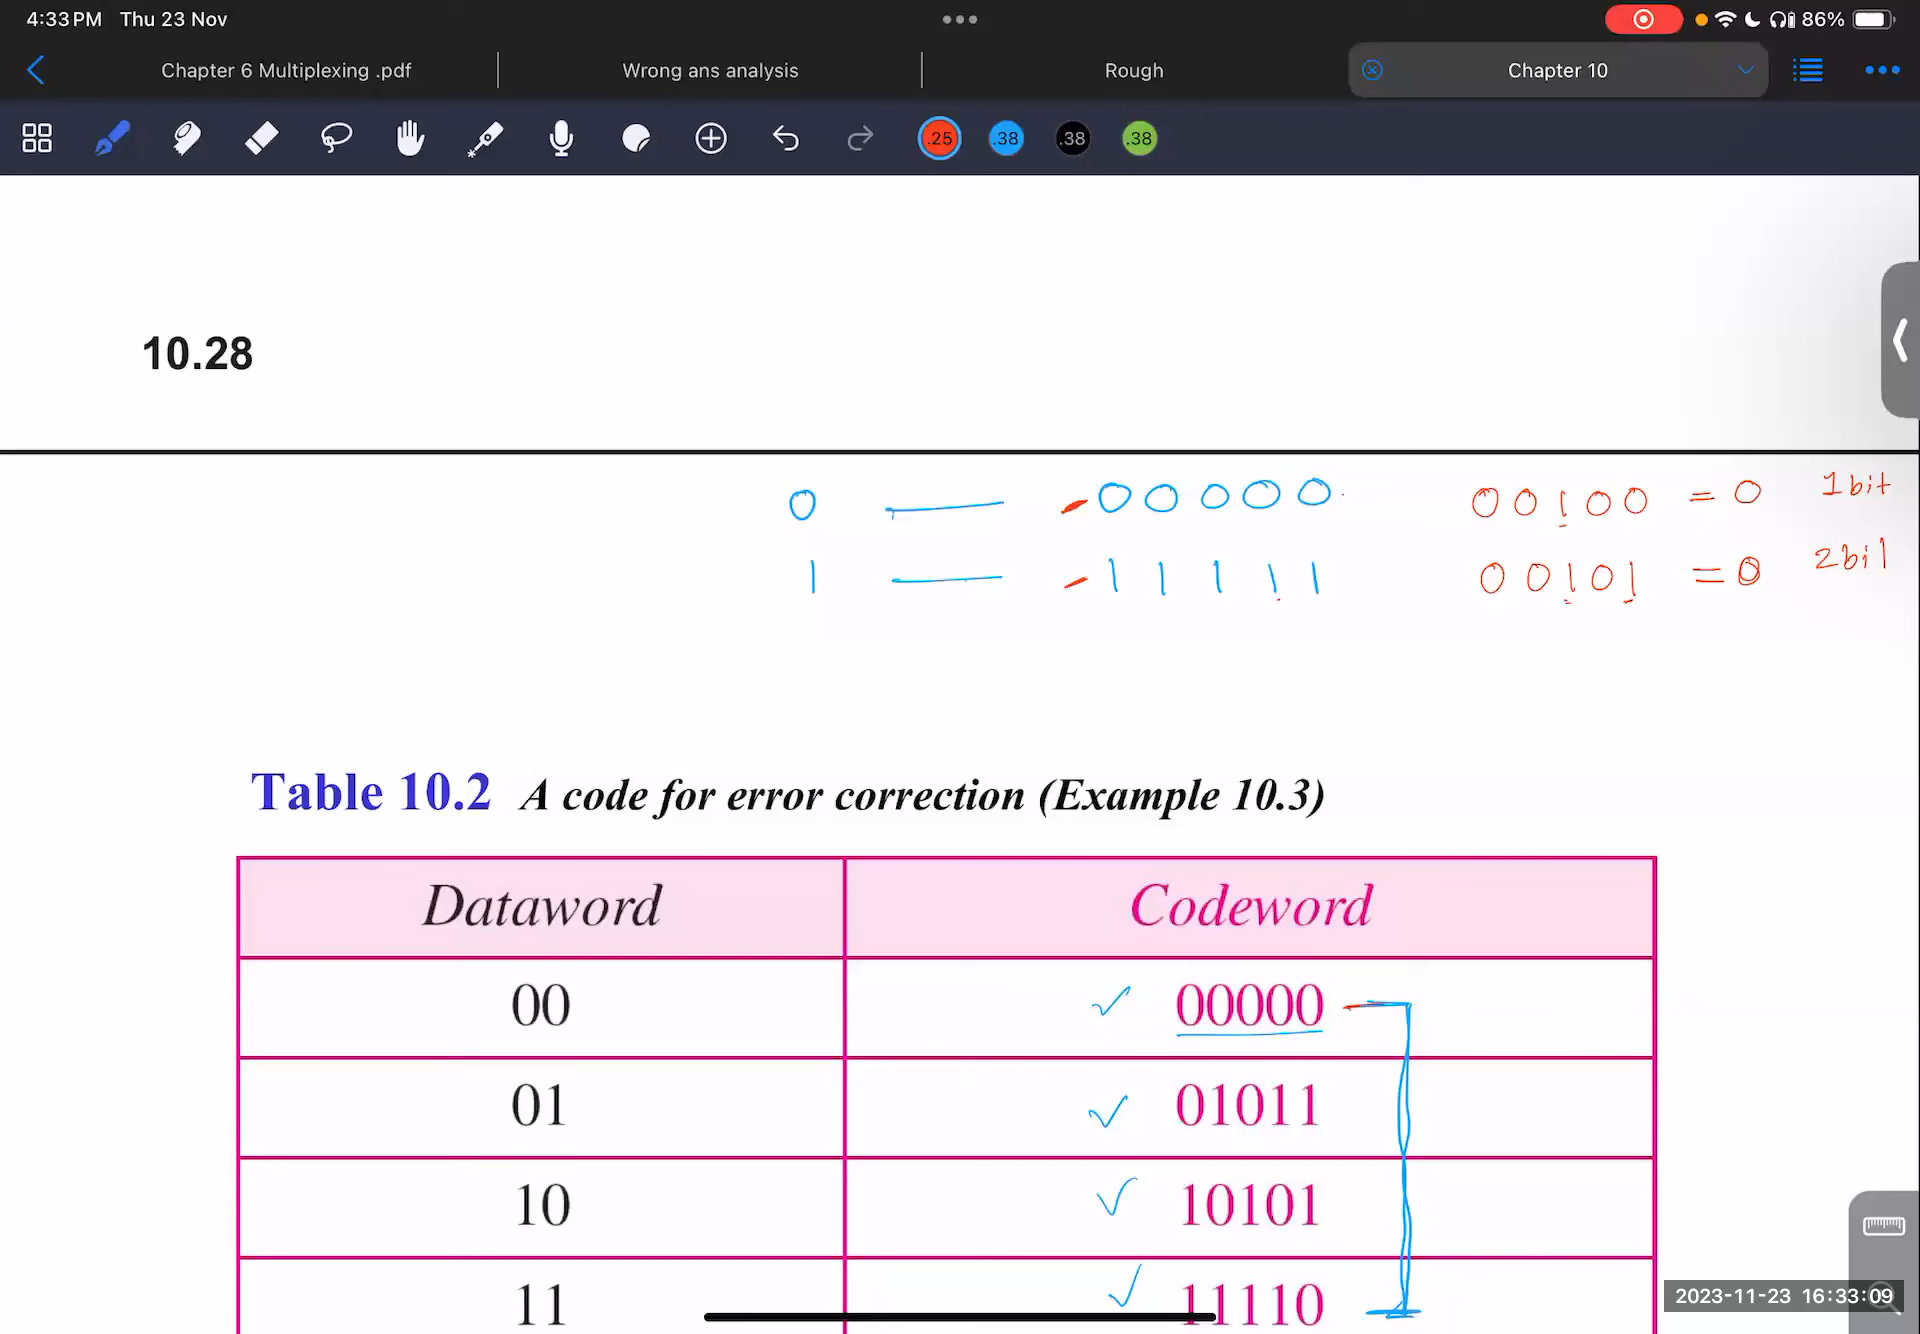 4:33 PM Thu 23 Nov
86%
Chapter 6 Multiplexing .pdf
Wrong ans analysis
Rough
Chapter 10
.25 .38 .38 .38
10.28
0 — - 00000 00100 = 0 1bit
1 — - 11111 00101 = 0 2bit
Table 10.2 A code for error correction (Example 10.3)
Dataword Codeword
00 ✓ 00000
01 ✓ 01011
10 ✓ 10101
11 ✓ 11110
2023-11-23 16:33:09